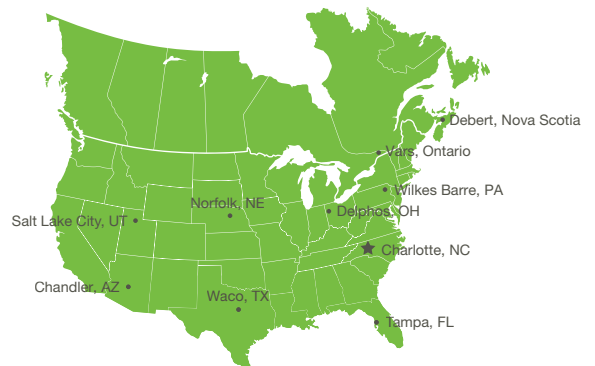 Debert, Nova Scotia
Vars, Ontario
Wilkes Barre, PA
Norfolk, NE
Delphos, OH
Salt Lake City, UT
Charlotte, NC
Chandler, AZ
Waco, TX
Tampa, FL